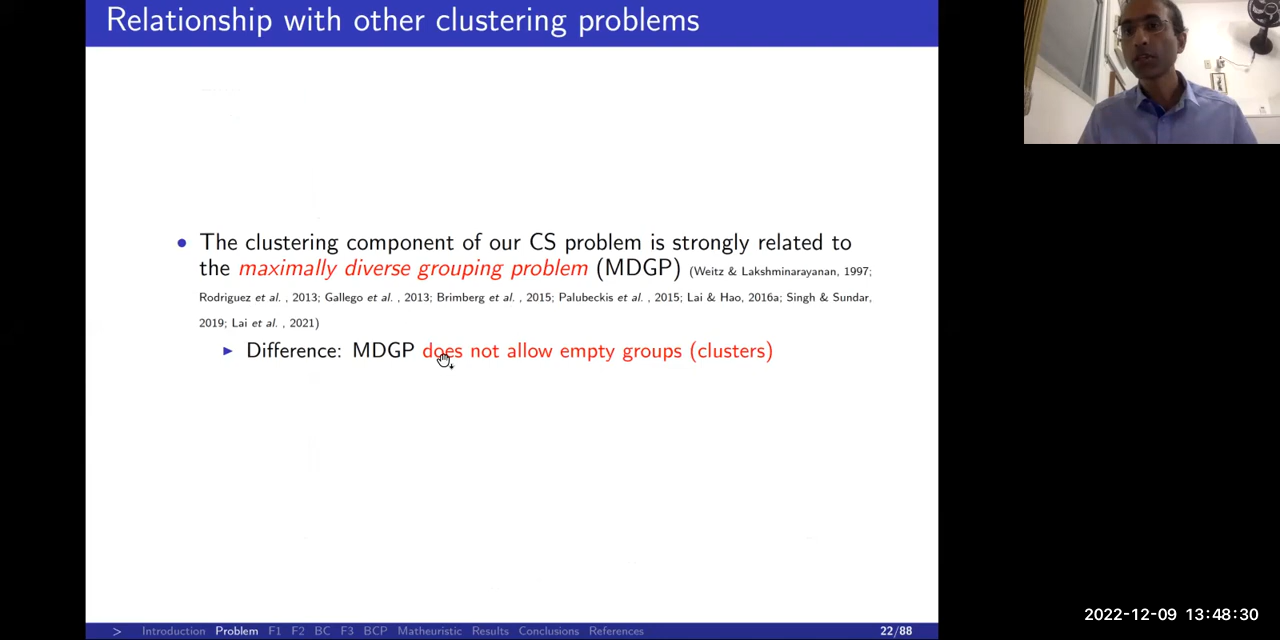 Relationship with other clustering problems
• The clustering component of our CS problem is strongly related to
the maximally diverse grouping problem (MDGP) (Weitz & Lakshminarayanan, 1997;
Rodriguez et al. , 2013; Gallego et al. , 2013; Brimberg et al. , 2015; Palubeckis et al. , 2015; Lai & Hao, 2016a; Singh & Sundar,
2019; Lai et al. , 2021)
▶ Difference: MDGP does not allow empty groups (clusters)
2022-12-09 13:48:30
> Introduction Problem F1 F2 BC F3 BCP Matheuristic Results Conclusions References 22/88